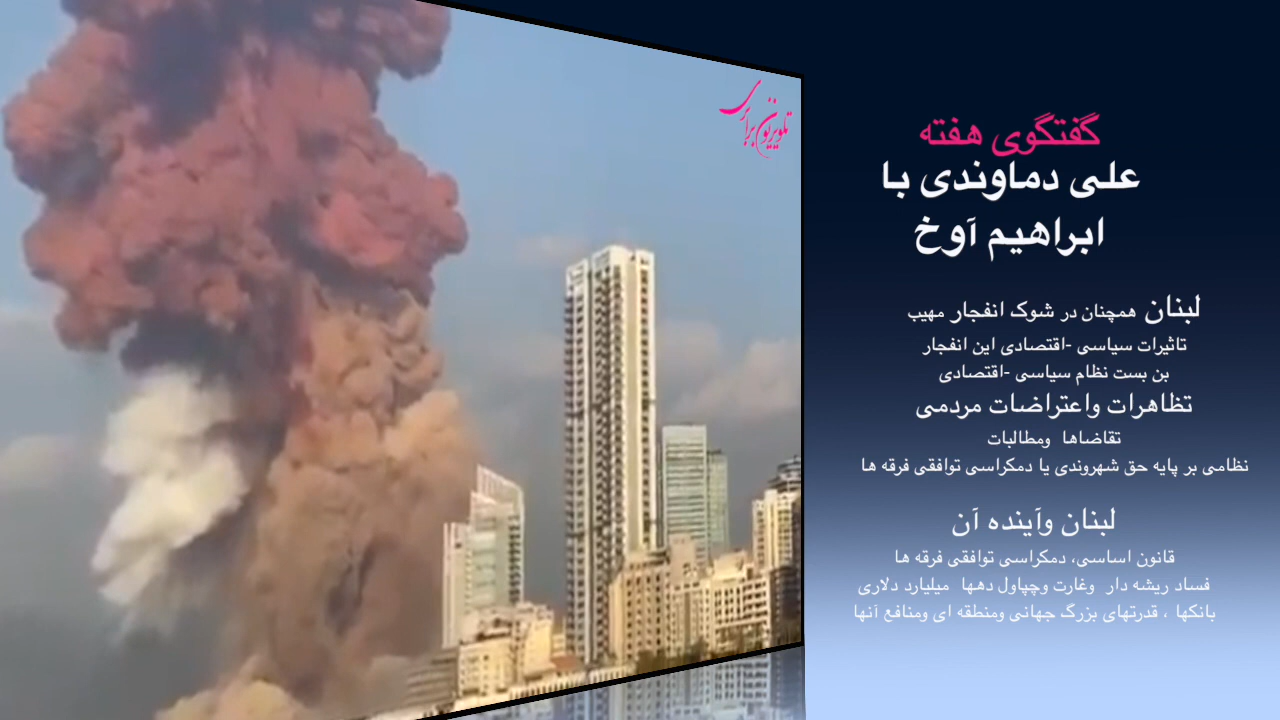 تلویزیون برابری
گفتگوی هفته
علی دماوندی با
ابراهیم آوخ
لبنان همچنان در شوک انفجار مهیب
تاثیرات سیاسی -اقتصادی این انفجار
بن بست نظام سیاسی -اقتصادی
تظاهرات واعتراضات مردمی
تقاضاها ومطالبات
نظامی بر پایه حق شهروندی یا دمکراسی توافقی فرقه ها
لبنان وآینده آن
قانون اساسی، دمکراسی توافقی فرقه ها
فساد ریشه دار وغارت وچپاول دهها میلیارد دلاری
بانکها ، قدرتهای بزرگ جهانی ومنطقه ای ومنافع آنها